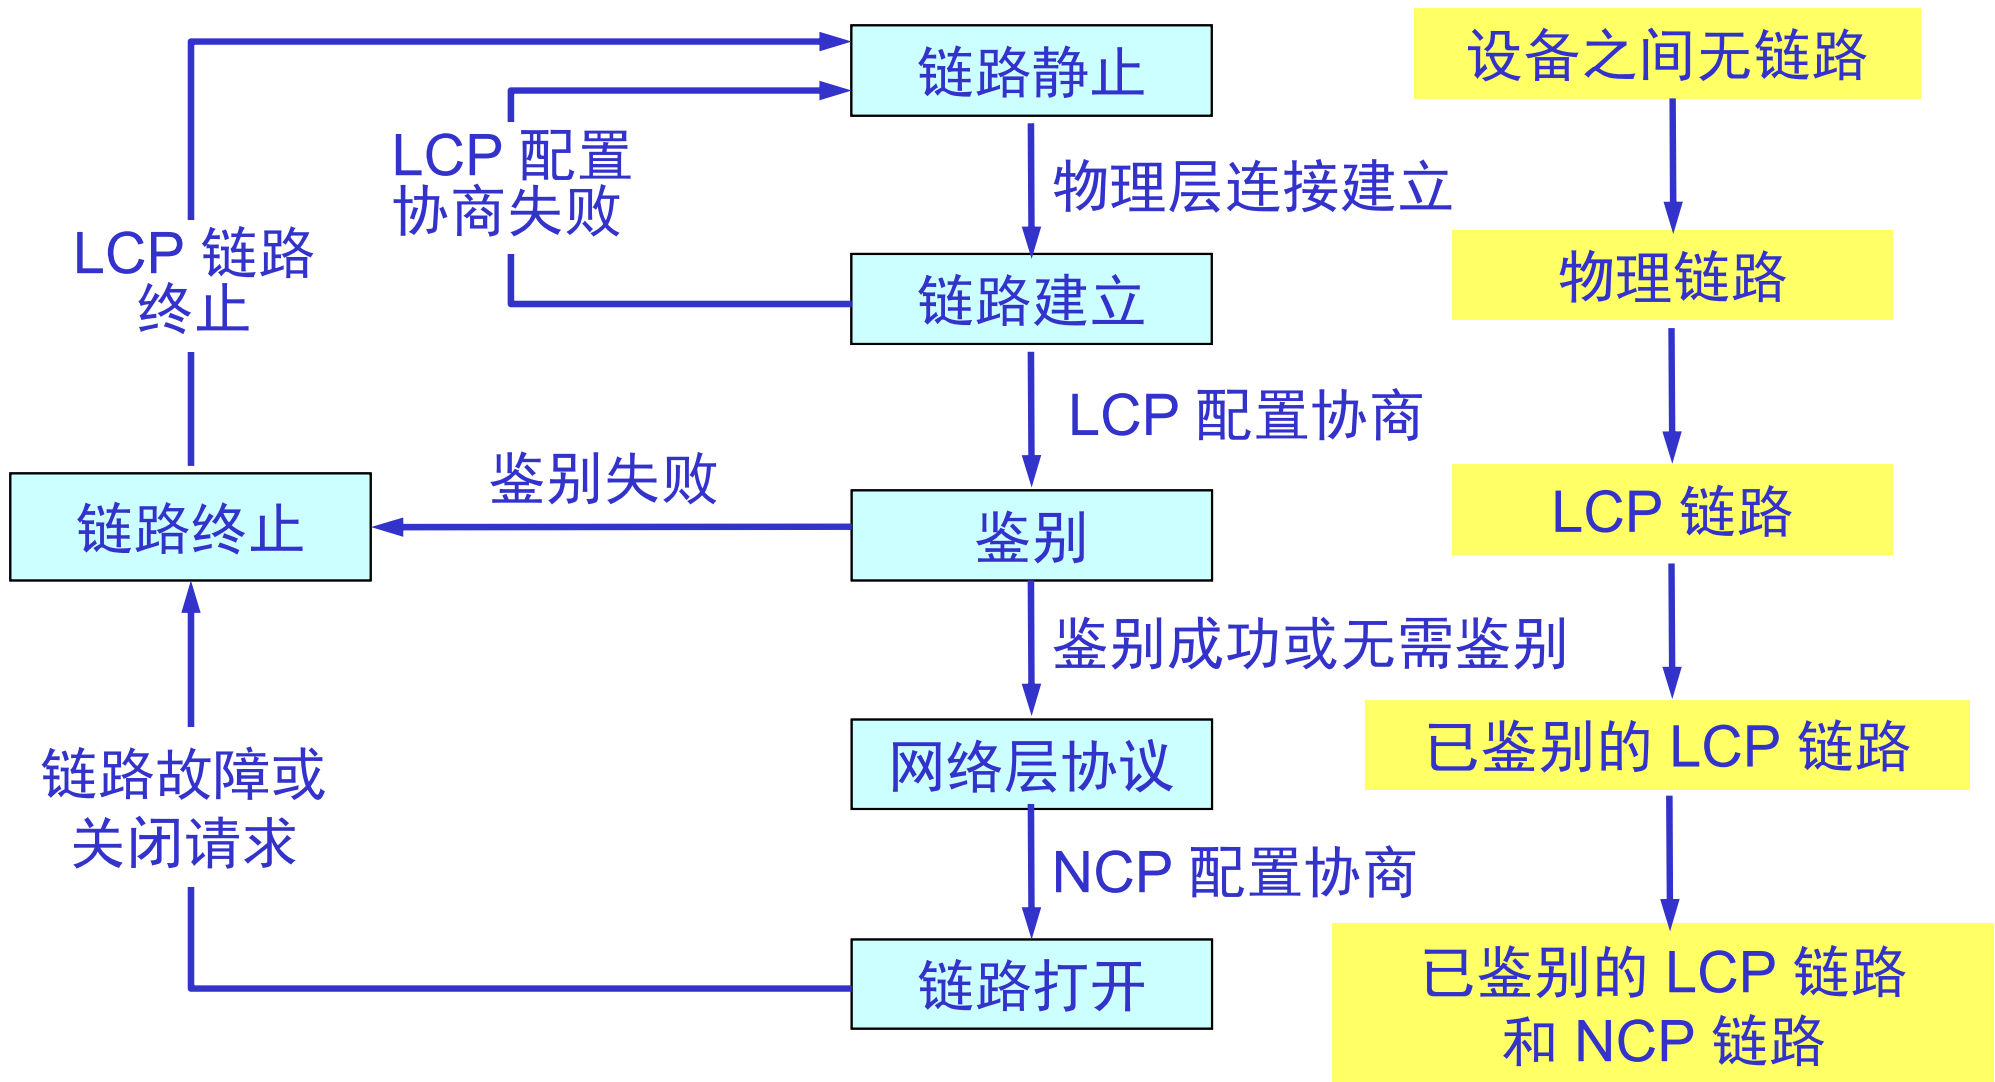 链路静止
设备之间无链路
LCP 配置
协商失败
物理层连接建立
LCP 链路
终止
链路建立
物理链路
LCP 配置协商
鉴别失败
链路终止
鉴别
LCP 链路
鉴别成功或无需鉴别
网络层协议
已鉴别的 LCP 链路
链路故障或
关闭请求
NCP 配置协商
链路打开
已鉴别的 LCP 链路
和 NCP 链路